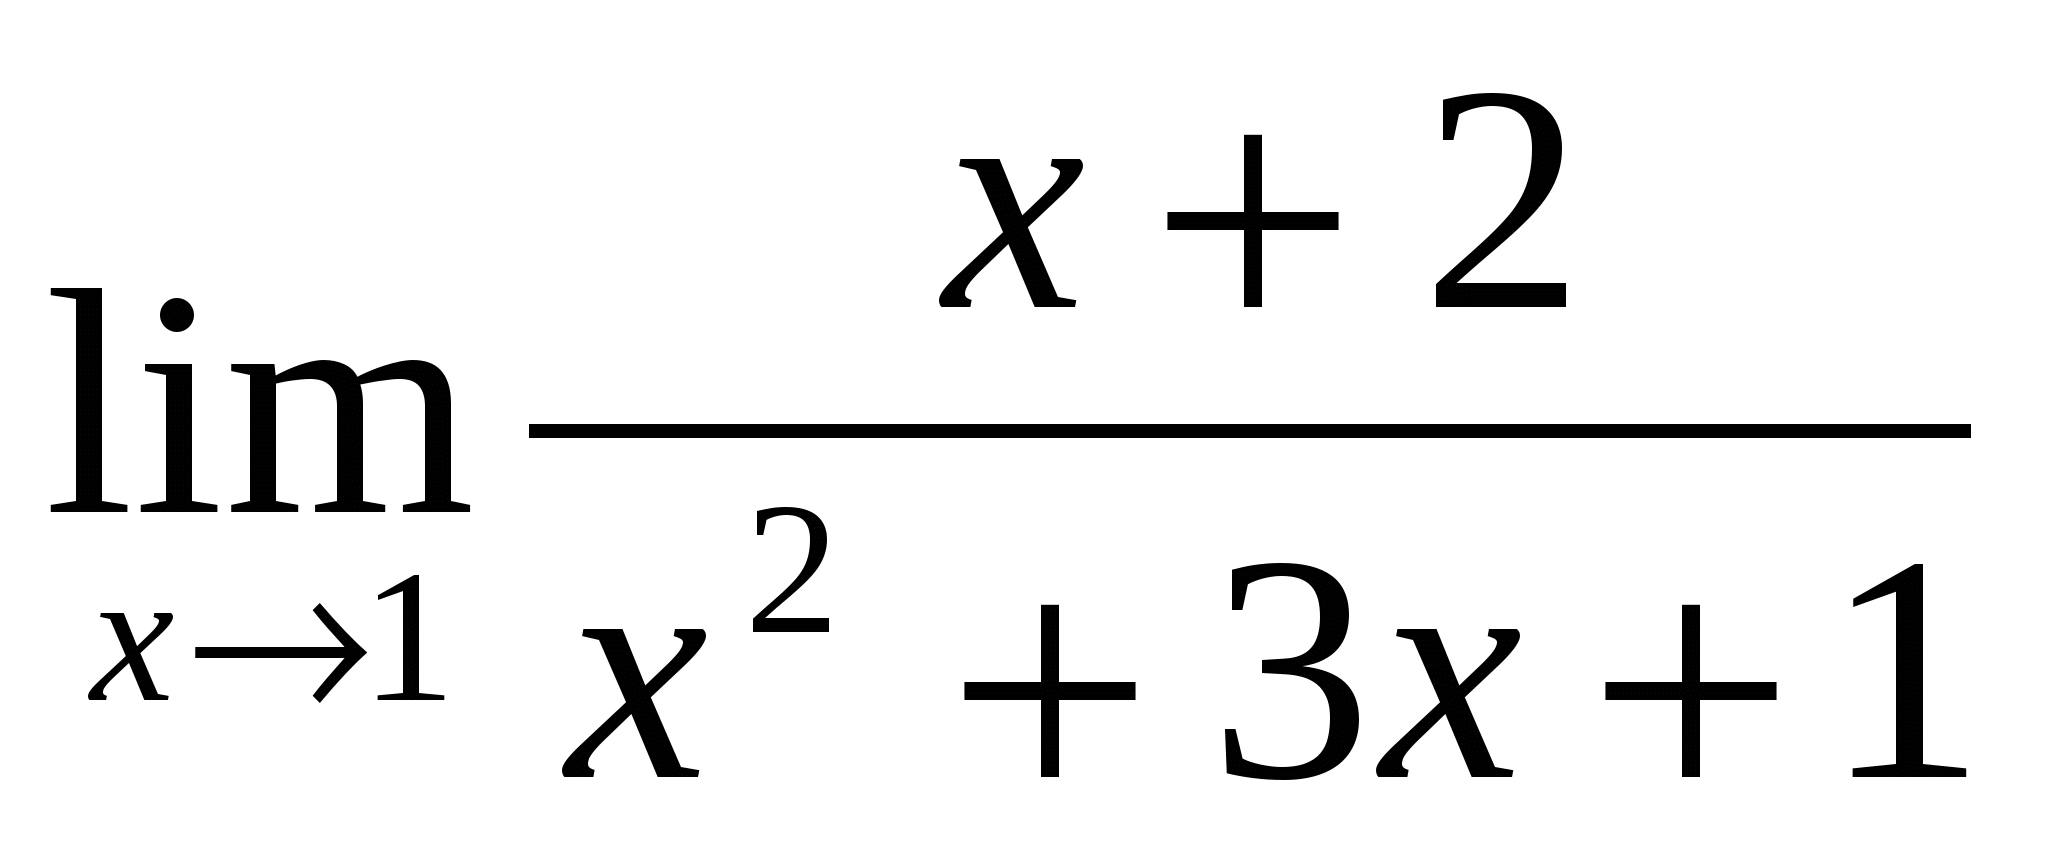 lim x→1 (x + 2) / (x² + 3x + 1)